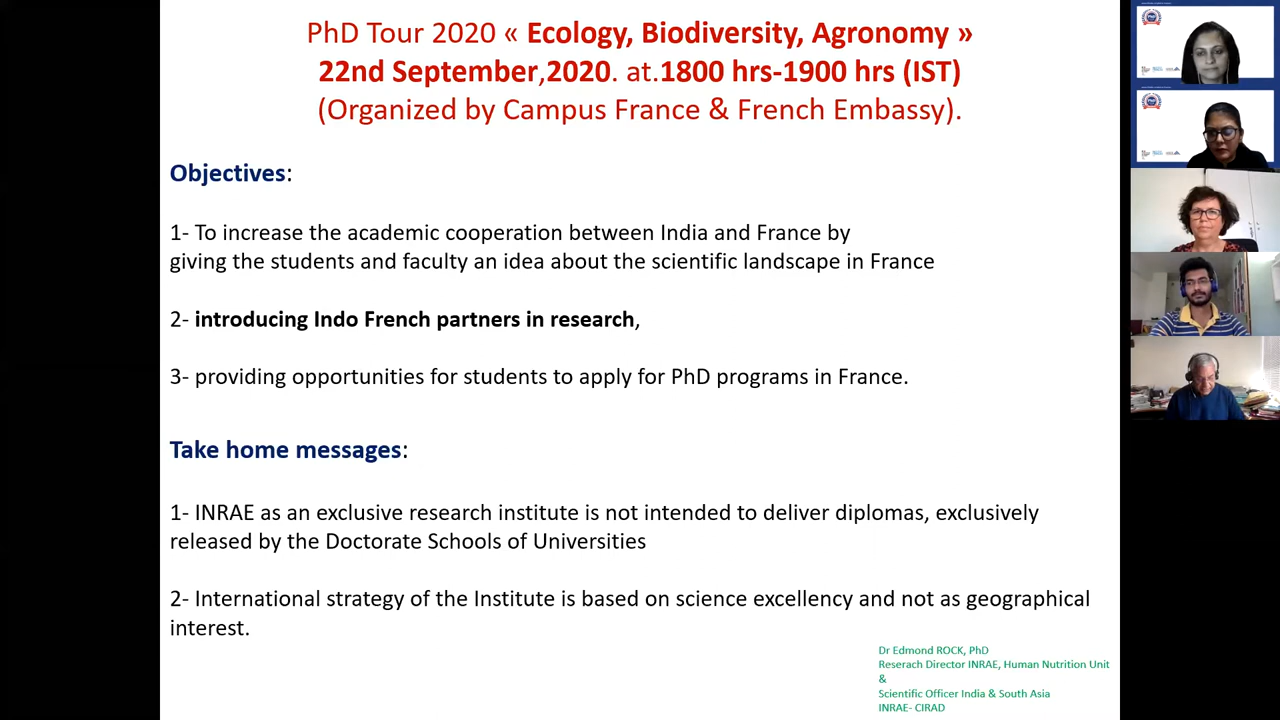 PhD Tour 2020 « Ecology, Biodiversity, Agronomy »
22nd September,2020. at.1800 hrs-1900 hrs (IST)
(Organized by Campus France & French Embassy).
Objectives:
1- To increase the academic cooperation between India and France by
giving the students and faculty an idea about the scientific landscape in France
2- introducing Indo French partners in research,
3- providing opportunities for students to apply for PhD programs in France.
Take home messages:
1- INRAE as an exclusive research institute is not intended to deliver diplomas, exclusively
released by the Doctorate Schools of Universities
2- International strategy of the Institute is based on science excellency and not as geographical
interest.
Dr Edmond ROCK, PhD
Reserach Director INRAE, Human Nutrition Unit
&
Scientific Officer India & South Asia
INRAE- CIRAD